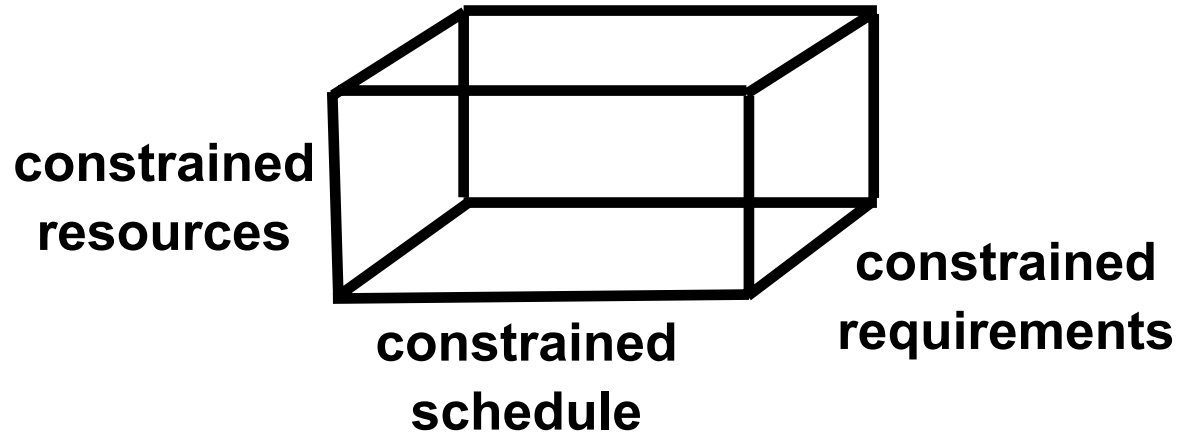 constrained
resources
constrained
schedule
constrained
requirements